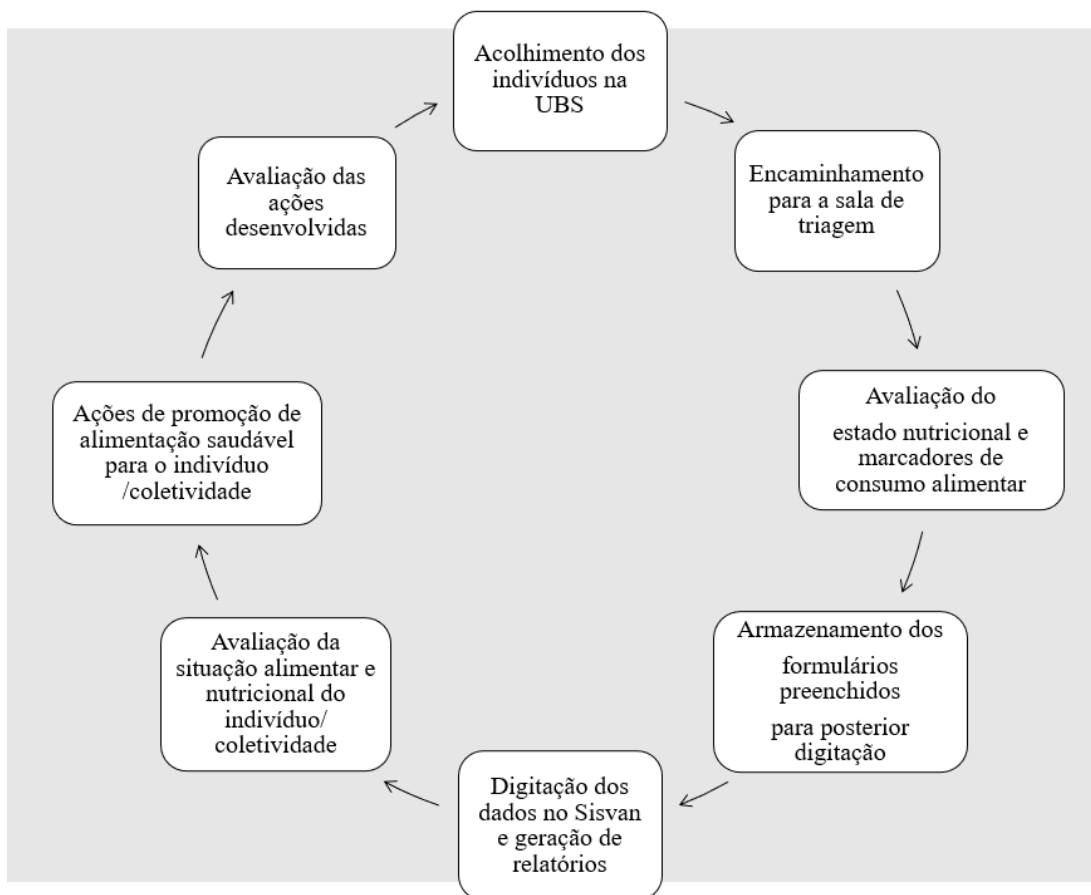 Acolhimento dos
indivíduos na
UBS
Encaminhamento
para a sala de
triagem
Avaliação do
estado nutricional e
marcadores de
consumo alimentar
Armazenamento dos
formulários
preenchidos
para posterior
digitação
Digitação dos
dados no Sisvan
e geração de
relatórios
Avaliação da
situação alimentar e
nutricional do
indivíduo/
coletividade
Ações de promoção de
alimentação saudável
para o indivíduo
/coletividade
Avaliação das
ações
desenvolvidas